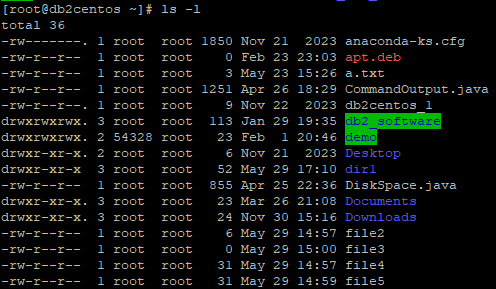 [root@db2centos ~]# ls -l
total 36
-rw-------. 1 root  root 1850 Nov 21  2023 anaconda-ks.cfg
-rw-r--r--  1 root  root    0 Feb 23 23:03 apt.deb
-rw-r--r--  1 root  root    3 May 23 15:26 a.txt
-rw-r--r--  1 root  root 1251 Apr 26 18:29 CommandOutput.java
-rw-r--r--. 1 root  root    9 Nov 22  2023 db2centos_l
drwxrwxrwx. 3 root  root  113 Jan 29 19:35 db2_software
drwxrwxrwx. 2 54328 root   23 Feb  1 20:46 demo
drwxr-xr-x. 2 root  root    6 Nov 21  2023 Desktop
drwxr-xr-x  3 root  root   52 May 29 17:10 dir1
-rw-r--r--  1 root  root  855 Apr 25 22:36 DiskSpace.java
drwxr-xr-x. 3 root  root   23 Mar 26 21:08 Documents
drwxr-xr-x. 3 root  root   24 Nov 30 15:16 Downloads
-rw-r--r--  1 root  root    6 May 29 14:57 file2
-rw-r--r--  1 root  root    0 May 29 15:00 file3
-rw-r--r--  1 root  root   31 May 29 14:57 file4
-rw-r--r--  1 root  root   31 May 29 14:59 file5